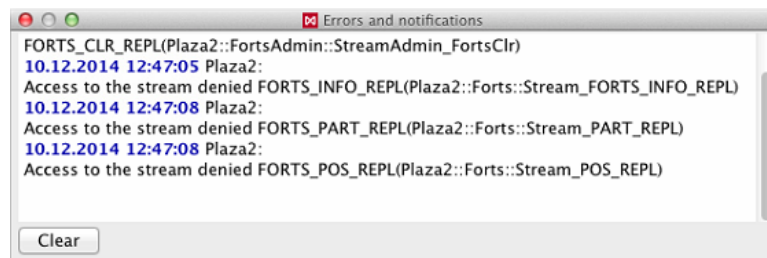 Errors and notifications
FORTS_CLR_REPL(Plaza2::FortsAdmin::StreamAdmin_FortsClr)
10.12.2014 12:47:05 Plaza2:
Access to the stream denied FORTS_INFO_REPL(Plaza2::Forts::Stream_FORTS_INFO_REPL)
10.12.2014 12:47:08 Plaza2:
Access to the stream denied FORTS_PART_REPL(Plaza2::Forts::Stream_PART_REPL)
10.12.2014 12:47:08 Plaza2:
Access to the stream denied FORTS_POS_REPL(Plaza2::Forts::Stream_POS_REPL)
Clear